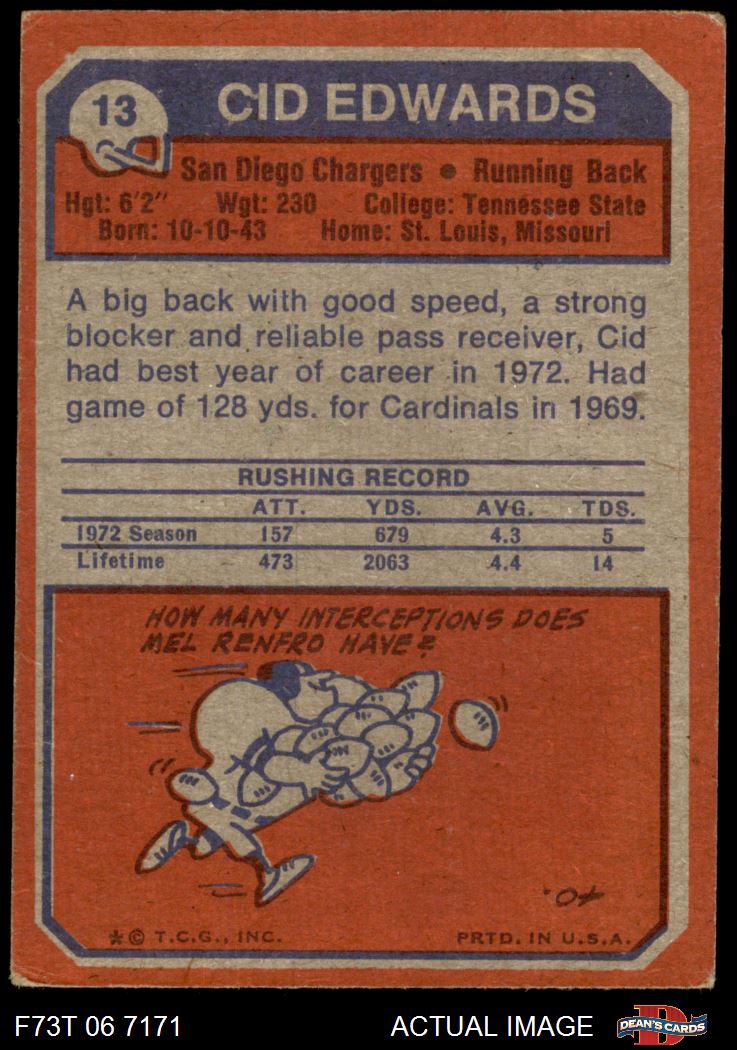 13
CID EDWARDS
San Diego Chargers • Running Back
Hgt: 6'2" Wgt: 230 College: Tennessee State
Born: 10-10-43 Home: St. Louis, Missouri
A big back with good speed, a strong
blocker and reliable pass receiver, Cid
had best year of career in 1972. Had
game of 128 yds. for Cardinals in 1969.
RUSHING RECORD
ATT. YDS. AVG. TDS.
1972 Season 157 679 4.3 5
Lifetime 473 2063 4.4 14
HOW MANY INTERCEPTIONS DOES
MEL RENFRO HAVE?
40.
* © T.C.G., INC. PRTD. IN U.S.A.
F73T 06 7171 ACTUAL IMAGE DEAN'S CARDS